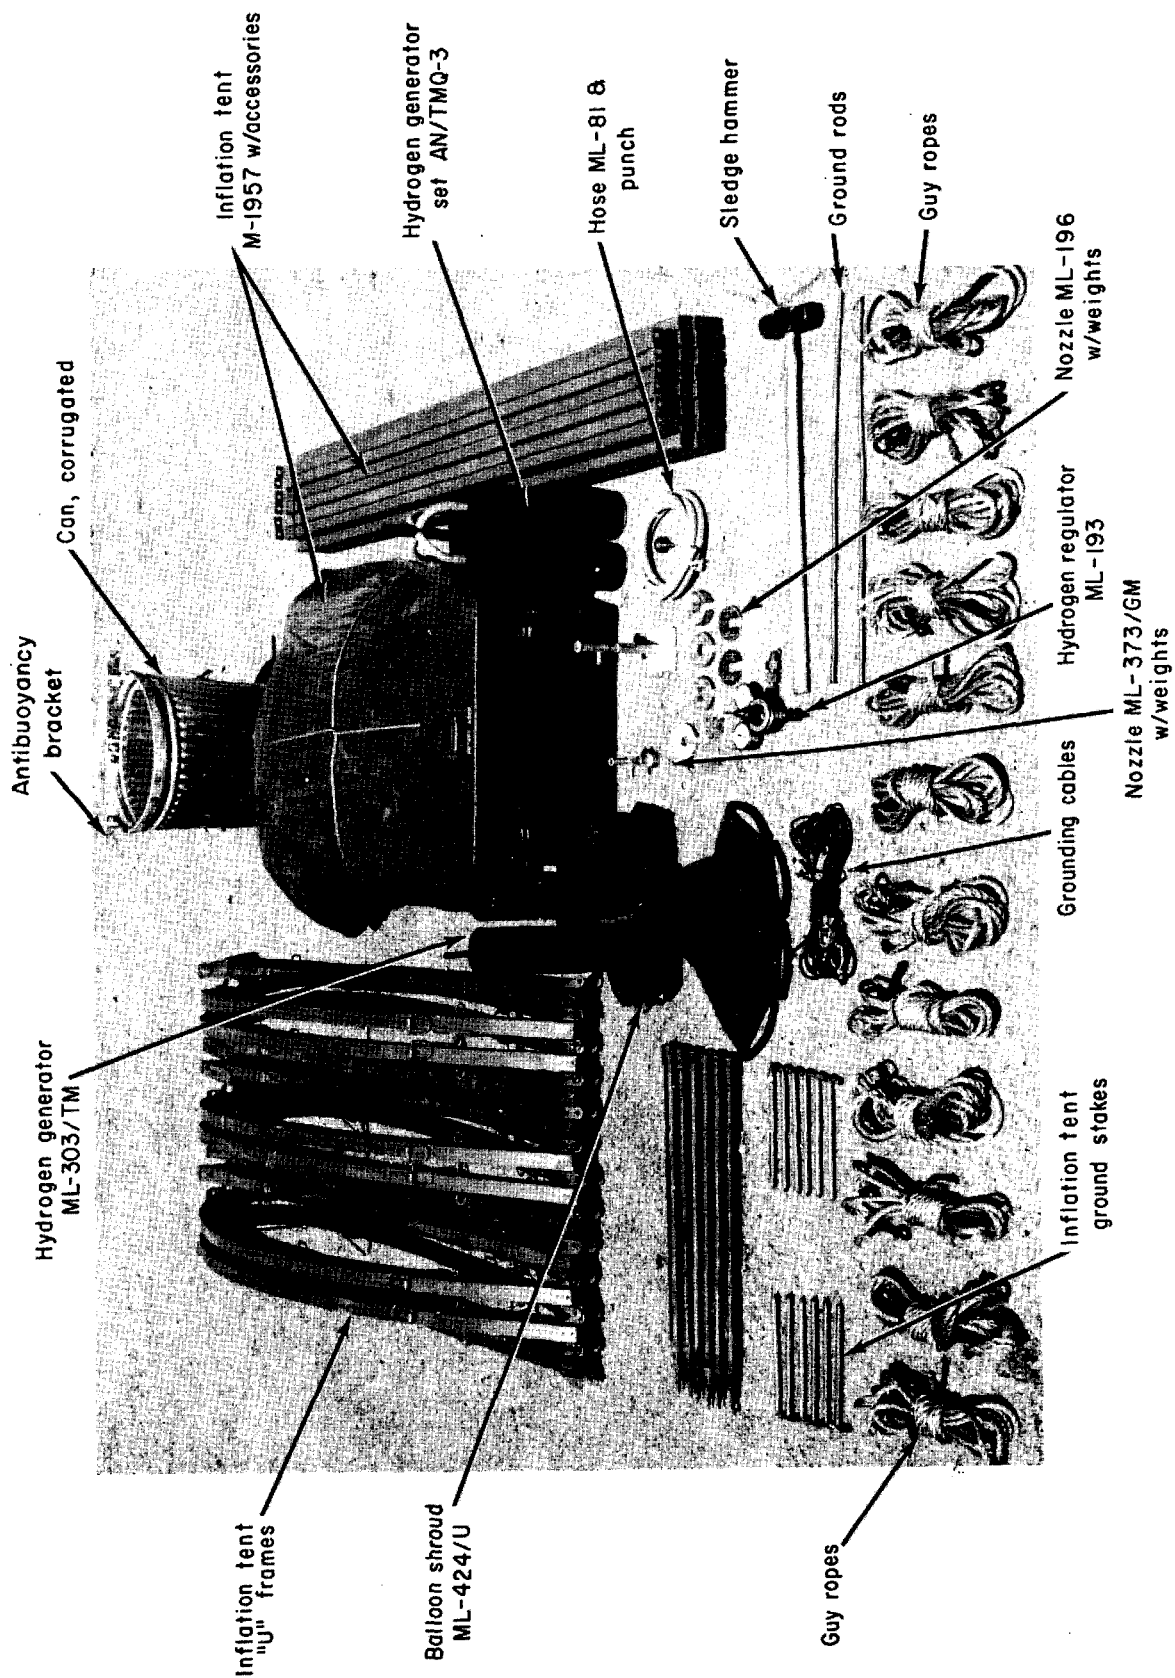 Antibuoyancy
bracket
Hydrogen generator
ML-303/TM
Can, corrugated
Inflation tent
M-1957 w/accessories
Inflation tent
"U" frames
Hydrogen generator
set AN/TMQ-3
Balloon shroud
ML-424/U
Hose ML-81 &
punch
Sledge hammer
Ground rods
Guy ropes
Guy ropes
Inflation tent
ground stakes
Grounding cables
Hydrogen regulator
ML-193
Nozzle ML-196
w/weights
Nozzle ML-373/GM
w/weights